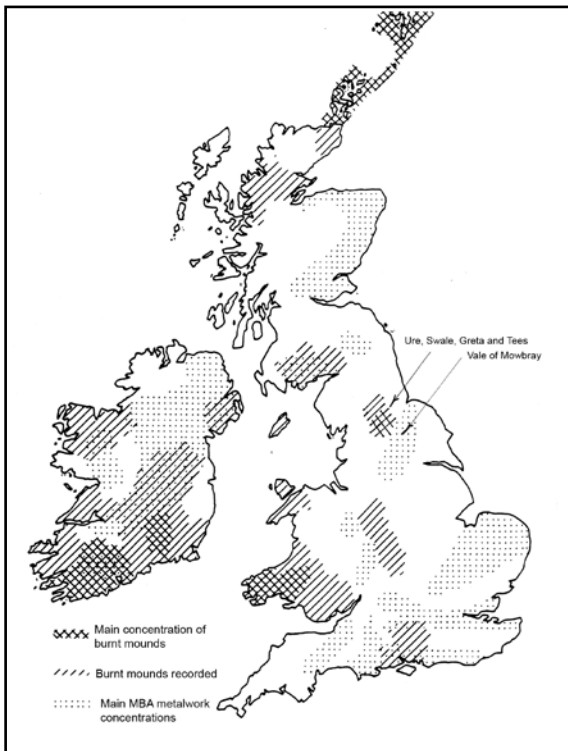 Ure, Swale, Greta and Tees
Vale of Mowbray
Main concentration of
burnt mounds
Burnt mounds recorded
Main MBA metalwork
concentrations